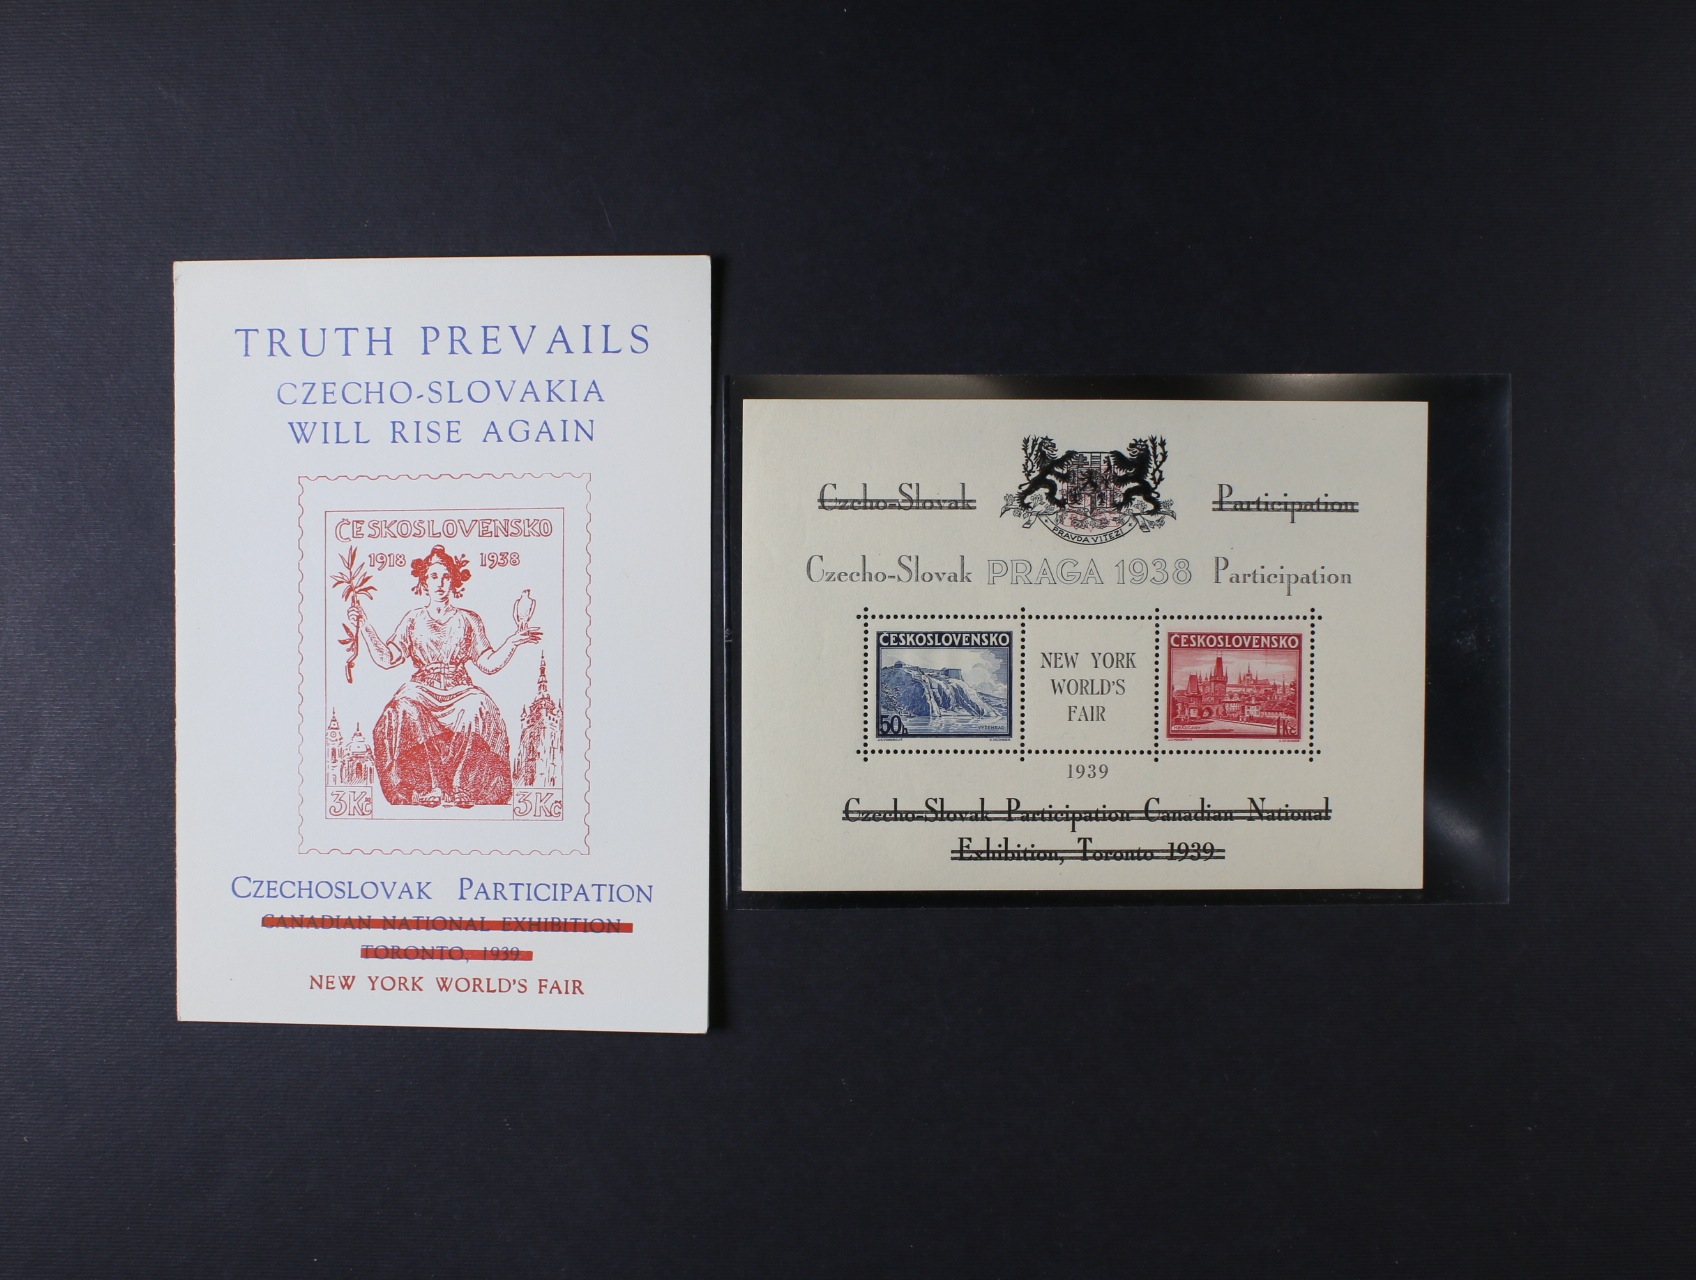 TRUTH PREVAILS
CZECHO-SLOVAKIA
WILL RISE AGAIN
ČESKOSLOVENSKO
1918 1938
3Kč 3Kč
CZECHOSLOVAK PARTICIPATION
CANADIAN NATIONAL EXHIBITION
TORONTO, 1939
NEW YORK WORLD'S FAIR
Czecho-Slovak Participation
PRAVDA VÍTĚZÍ
Czecho-Slovak PRAGA 1938 Participation
ČESKOSLOVENSKO
50h
VYŠEHRAD
NEW YORK
WORLD'S
FAIR
ČESKOSLOVENSKO
1Kč
1939
Czecho-Slovak Participation Canadian National
Exhibition, Toronto 1939